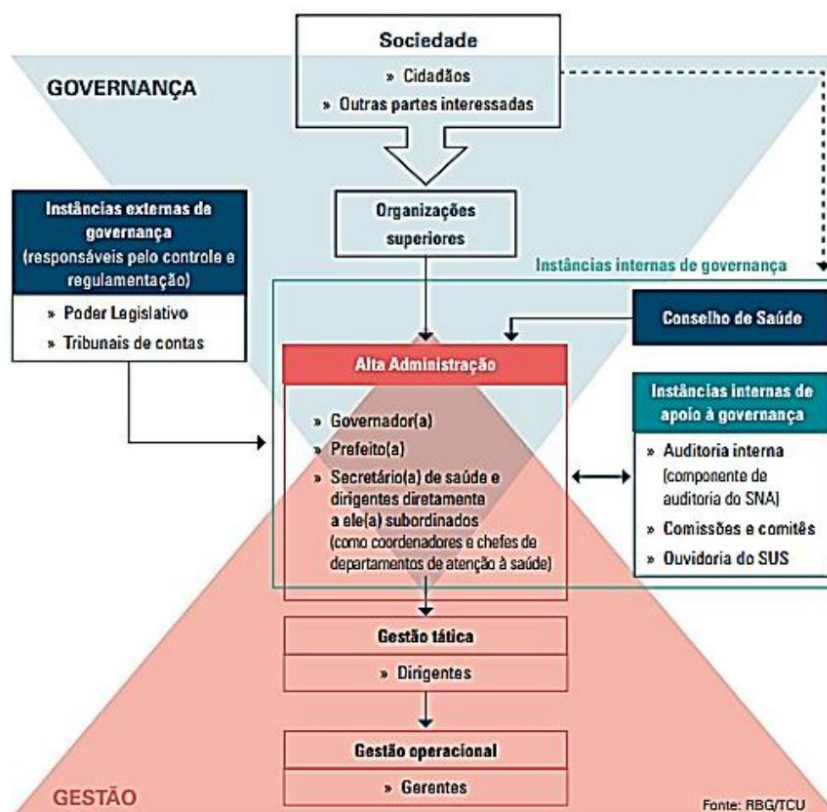 Sociedade
» Cidadãos
» Outras partes interessadas
GOVERNANÇA
Instâncias externas de
governança
(responsáveis pelo controle e
regulamentação)
» Poder Legislativo
» Tribunais de contas
Organizações
superiores
Instâncias internas de governança
Conselho de Saúde
Alta Administração
» Governador(a)
» Prefeito(a)
» Secretário(a) de saúde e
dirigentes diretamente
a ele(a) subordinados
(como coordenadores e chefes de
departamentos de atenção à saúde)
Instâncias internas de
apoio à governança
» Auditoria interna
(componente de
auditoria do SNA)
» Comissões e comitês
» Ouvidoria do SUS
Gestão tática
» Dirigentes
Gestão operacional
» Gerentes
GESTÃO
Fonte: RBG/TCU